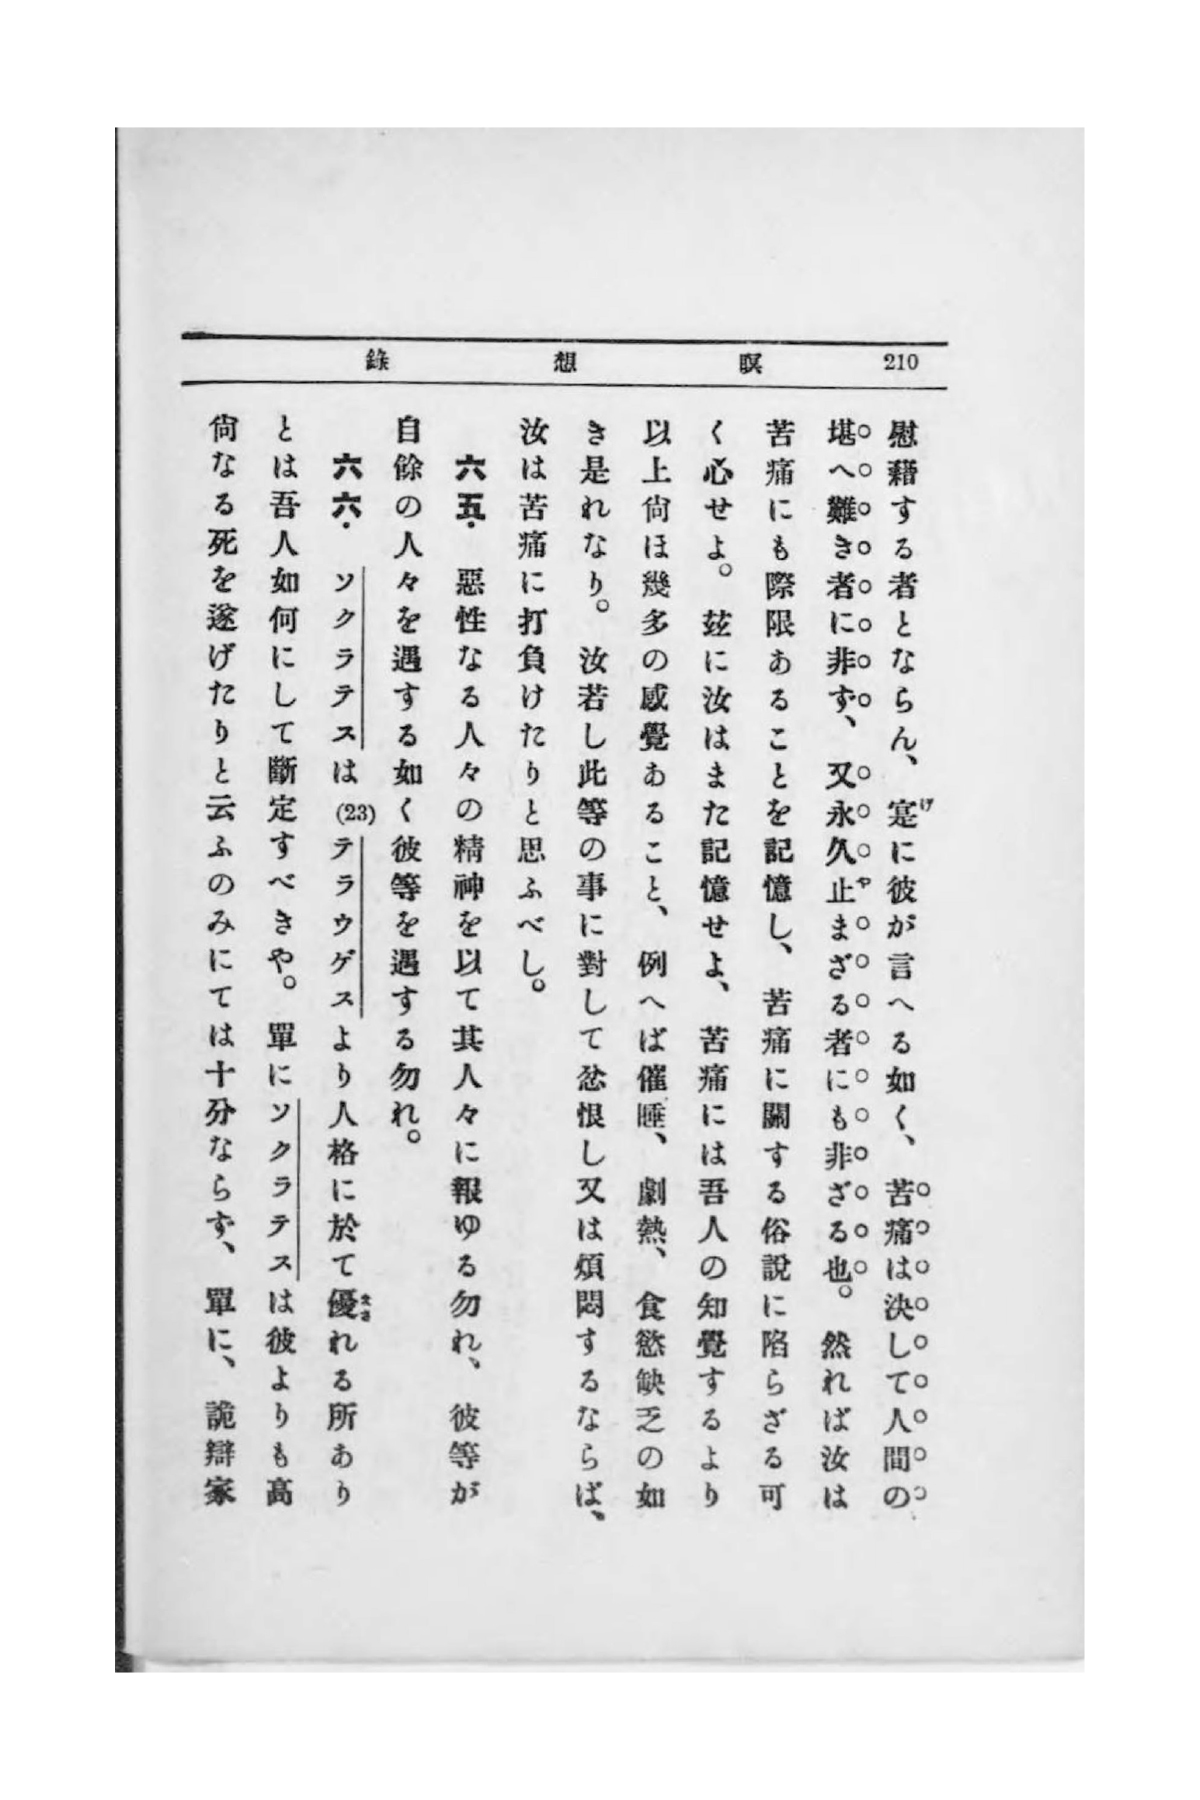 210 瞑想錄
慰藉する者とならん、寔に彼が言へる如く、苦痛は決して人間の
堪へ難き者に非ず、又永久止まざる者にも非ざる也。然れば汝は
苦痛にも際限あることを記憶し、苦痛に關する俗說に陷らざる可
く心せよ。玆に汝はまた記憶せよ、苦痛には吾人の知覺するより
以上尙ほ幾多の感覺あること、例へば催睡、劇熱、食慾缺乏の如
き是れなり。汝若し此等の事に對して忿恨し又は煩悶するならば、
汝は苦痛に打負けたりと思ふべし。
六五. 惡性なる人々の精神を以て其人々に報ゆる勿れ、彼等が
自餘の人々を遇する如く彼等を遇する勿れ。
六六. ソクラテスは(23)テラウゲスより人格に於て優れる所あり
とは吾人如何にして斷定すべきや。單にソクラテスは彼よりも高
尙なる死を遂げたりと云ふのみにては十分ならず、單に、詭辯家